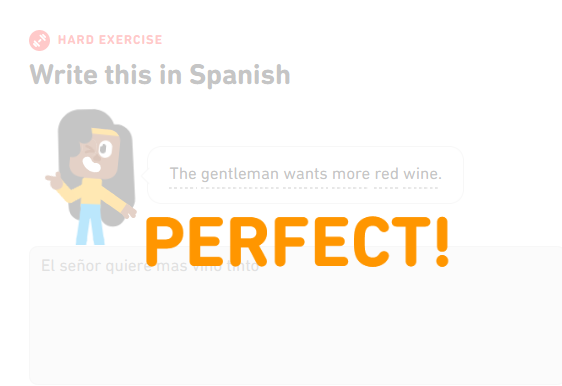 HARD EXERCISE
Write this in Spanish
The gentleman wants more red wine.
PERFECT!
El señor quiere mas vino tinto